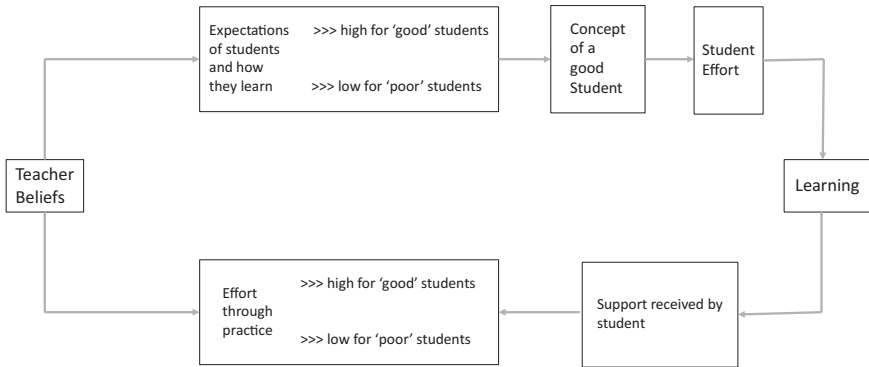 Expectations
of students
and how
they learn
>>> high for ‘good’ students
>>> low for ‘poor’ students
Concept
of a
good
Student
Student
Effort
Teacher
Beliefs
Learning
Effort
through
practice
>>> high for ‘good’ students
>>> low for ‘poor’ students
Support received by
student